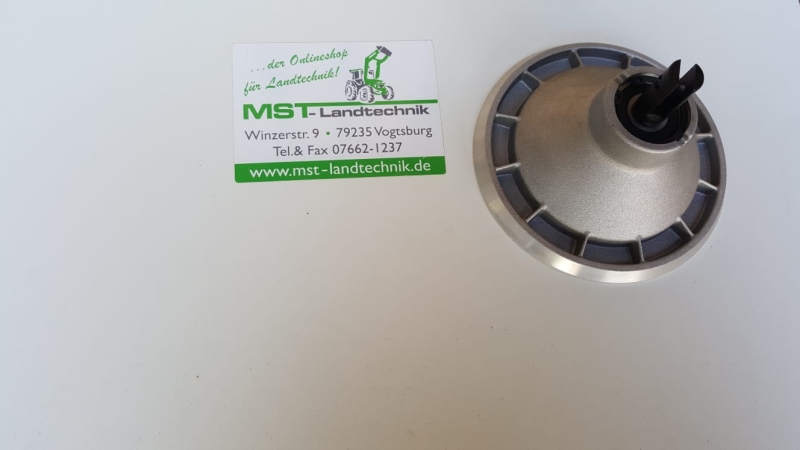 ...der Onlineshop
für Landtechnik!
MST-Landtechnik
Winzerstr. 9 • 79235 Vogtsburg
Tel.& Fax 07662-1237
www.mst-landtechnik.de